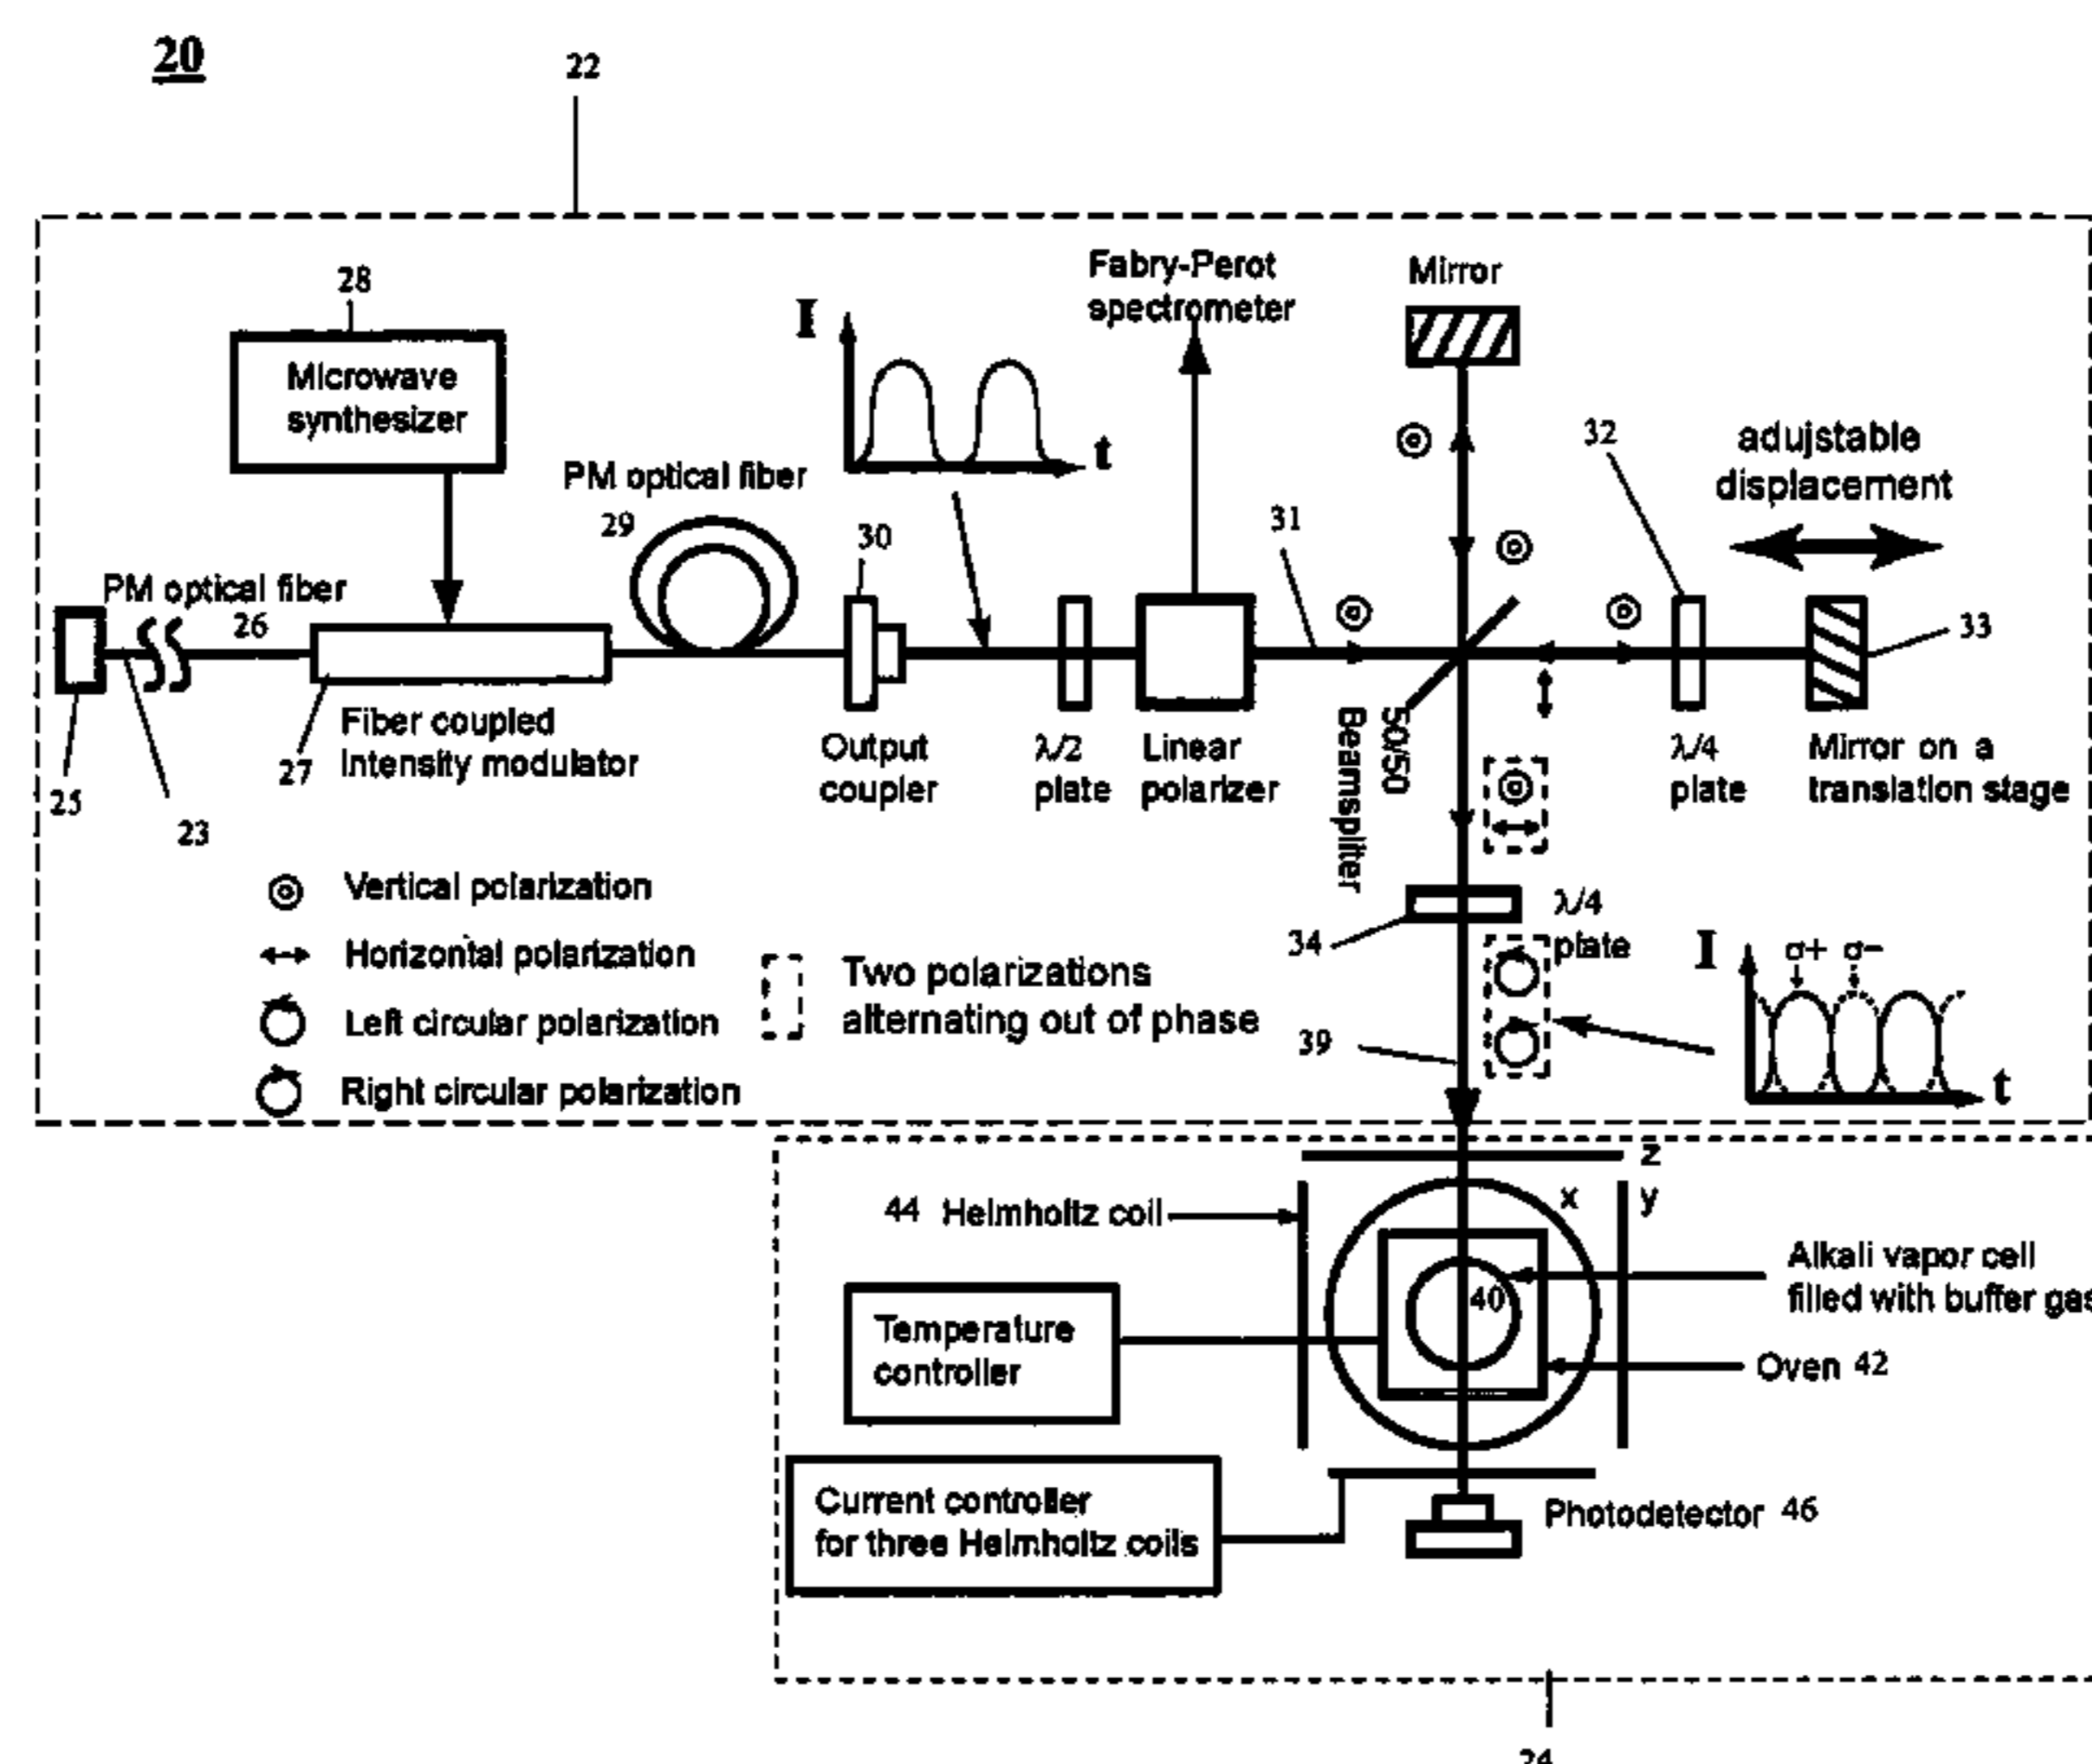 20
22
28
Microwave
synthesizer
I
t
Fabry-Perot
spectrometer
Mirror
32
adujstable
displacement
PM optical fiber
29
30
31
PM optical fiber
26
33
25
23
27
Fiber coupled
Intensity modulator
Output
coupler
λ/2
plate
Linear
polarizer
50/50
Beamspliter
λ/4
plate
Mirror on a
translation stage
Vertical polarization
Horizontal polarization
Left circular polarization
Right circular polarization
Two polarizations
alternating out of phase
34
λ/4
plate
39
I
σ+ σ-
t
z
x
y
44 Helmholtz coil
40
Alkali vapor cell
filled with buffer gas
Temperature
controller
Oven 42
Current controller
for three Helmholtz coils
Photodetector 46
24